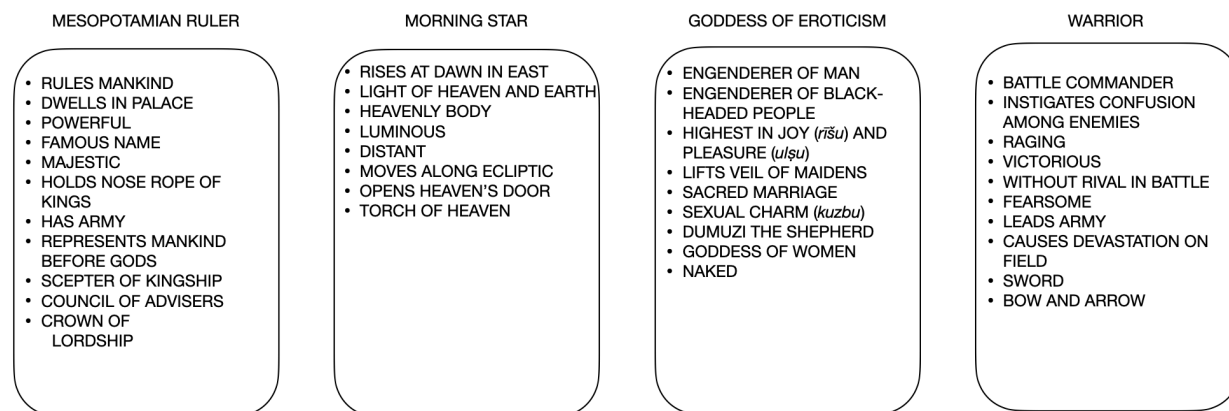 MESOPOTAMIAN RULER
• RULES MANKIND
• DWELLS IN PALACE
• POWERFUL
• FAMOUS NAME
• MAJESTIC
• HOLDS NOSE ROPE OF
KINGS
• HAS ARMY
• REPRESENTS MANKIND
BEFORE GODS
• SCEPTER OF KINGSHIP
• COUNCIL OF ADVISERS
• CROWN OF
LORDSHIP
MORNING STAR
• RISES AT DAWN IN EAST
• LIGHT OF HEAVEN AND EARTH
• HEAVENLY BODY
• LUMINOUS
• DISTANT
• MOVES ALONG ECLIPTIC
• OPENS HEAVEN'S DOOR
• TORCH OF HEAVEN
GODDESS OF EROTICISM
• ENGENDERER OF MAN
• ENGENDERER OF BLACK-
HEADED PEOPLE
• HIGHEST IN JOY (rīšu) AND
PLEASURE (ulṣu)
• LIFTS VEIL OF MAIDENS
• SACRED MARRIAGE
• SEXUAL CHARM (kuzbu)
• DUMUZI THE SHEPHERD
• GODDESS OF WOMEN
• NAKED
WARRIOR
• BATTLE COMMANDER
• INSTIGATES CONFUSION
AMONG ENEMIES
• RAGING
• VICTORIOUS
• WITHOUT RIVAL IN BATTLE
• FEARSOME
• LEADS ARMY
• CAUSES DEVASTATION ON
FIELD
• SWORD
• BOW AND ARROW